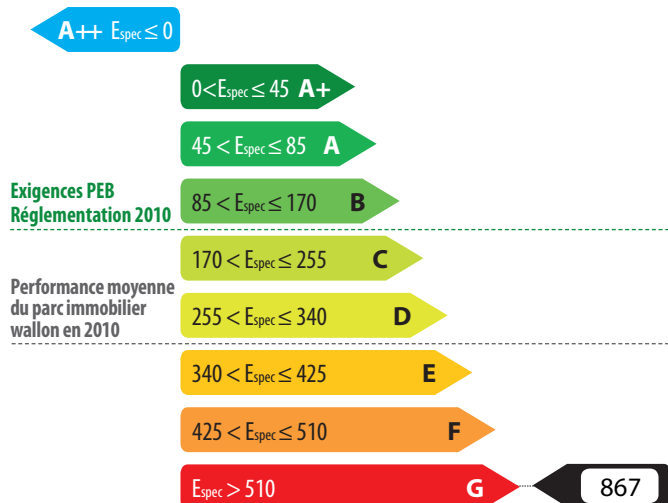 A++ Espec ≤ 0
0 < Espec ≤ 45 A+
45 < Espec ≤ 85 A
Exigences PEB
Réglementation 2010
85 < Espec ≤ 170 B
170 < Espec ≤ 255 C
Performance moyenne
du parc immobilier
wallon en 2010
255 < Espec ≤ 340 D
340 < Espec ≤ 425 E
425 < Espec ≤ 510 F
Espec > 510 G 867